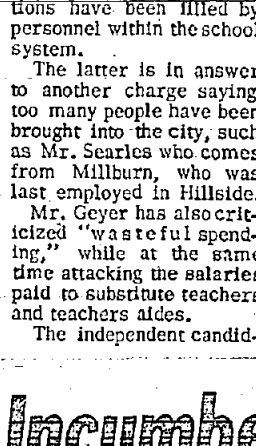 tions have been filled by
personnel within the school
system.
The latter is in answer
to another charge saying
too many people have been
brought into the city, such
as Mr. Searles who comes
from Millburn, who was
last employed in Hillside.
Mr. Geyer has also crit-
icized "wasteful spend-
ing," while at the same
time attacking the salaries
paid to substitute teachers
and teachers aides.
The independent candid-
Incumbe